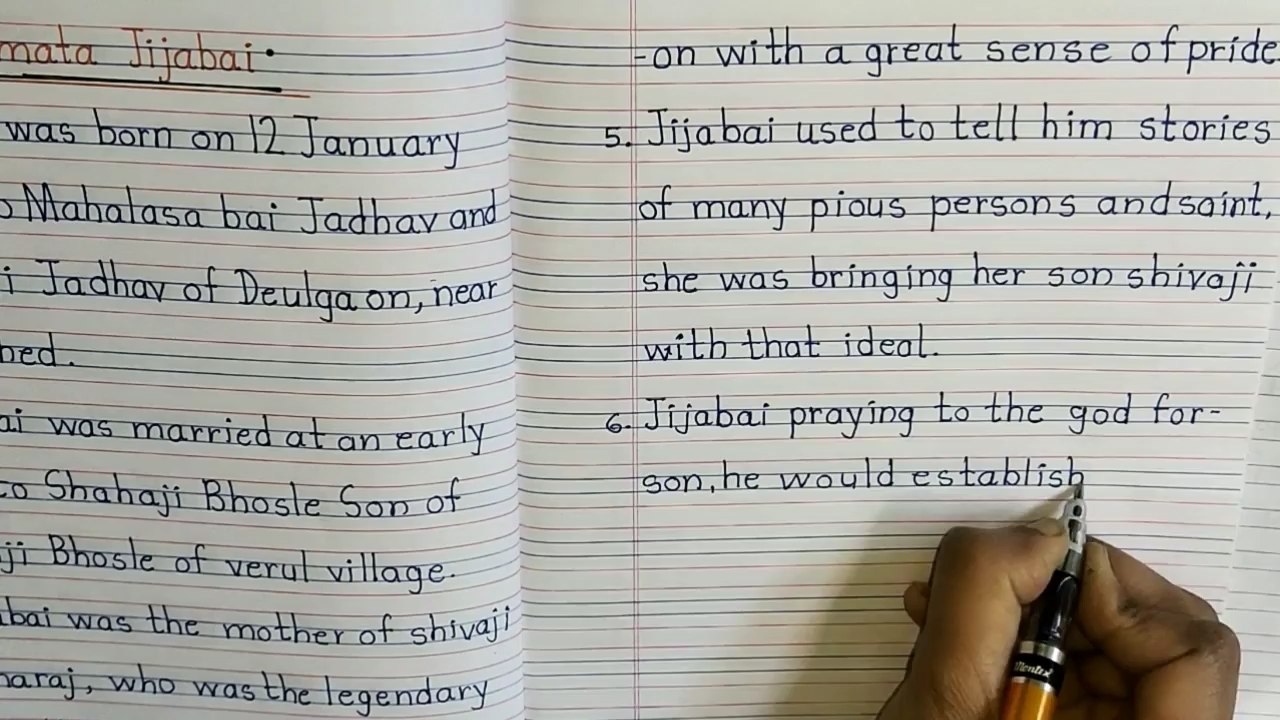 mata Jijabai.
was born on 12 January
Mahalasa bai Jadhav and
i Jadhav of Deulgaon, near
bed.
ai was married at an early
to Shahaji Bhosle Son of
ji Bhosle of verul village.
bai was the mother of shivaji
haraj, who was the legendary
-on with a great sense of pride
5. Jijabai used to tell him stories
of many pious persons and saint,
she was bringing her son shivaji
with that ideal.
6. Jijabai praying to the god for-
son, he would establish
Mentix